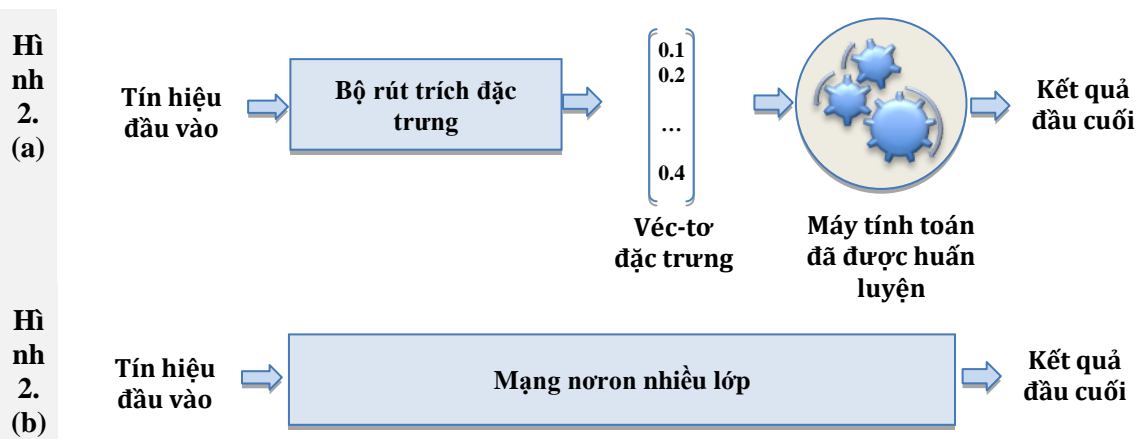 Hì
nh
2.
(a)
Tín hiệu
đầu vào
Bộ rút trích đặc
trưng
0.1
0.2
...
0.4
Véc-tơ
đặc trưng
Máy tính toán
đã được huấn
luyện
Kết quả
đầu cuối
Hì
nh
2.
(b)
Tín hiệu
đầu vào
Mạng nơron nhiều lớp
Kết quả
đầu cuối